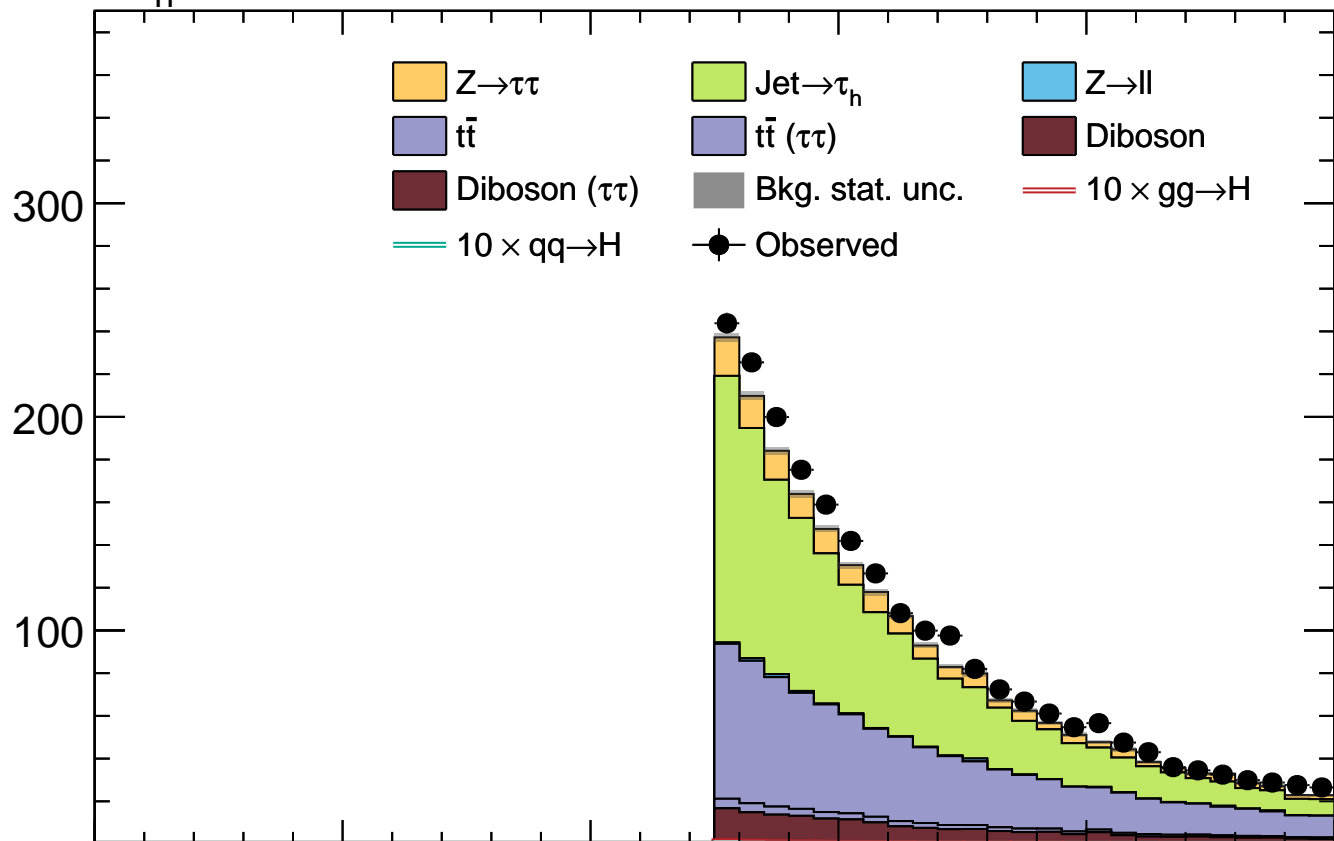 H
Z→ττ Jet→τh Z→ll
tt̄ tt̄ (ττ) Diboson
Diboson (ττ) Bkg. stat. unc. 10 × gg→H
10 × qq→H Observed
300
200
100